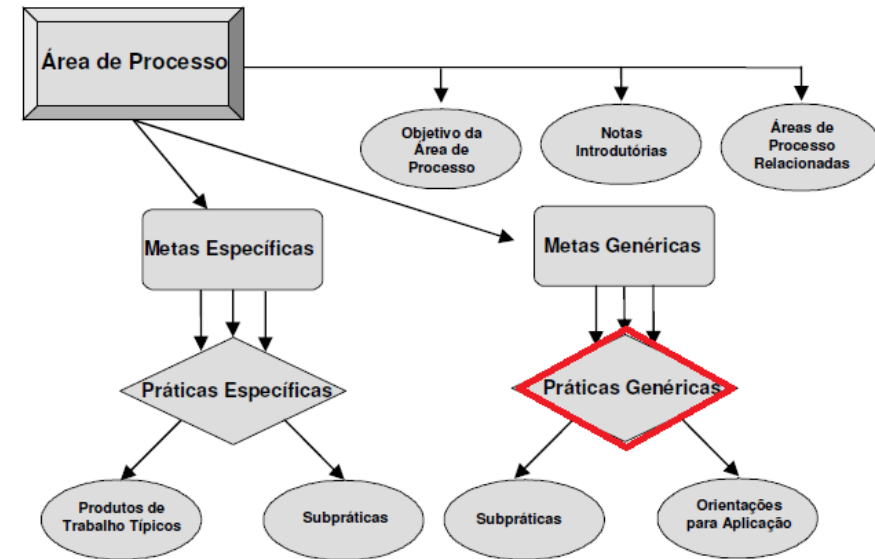 Área de Processo
Objetivo da
Área de
Processo
Notas
Introdutórias
Áreas de
Processo
Relacionadas
Metas Específicas
Metas Genéricas
Práticas Específicas
Práticas Genéricas
Produtos de
Trabalho Típicos
Subpráticas
Subpráticas
Orientações
para Aplicação